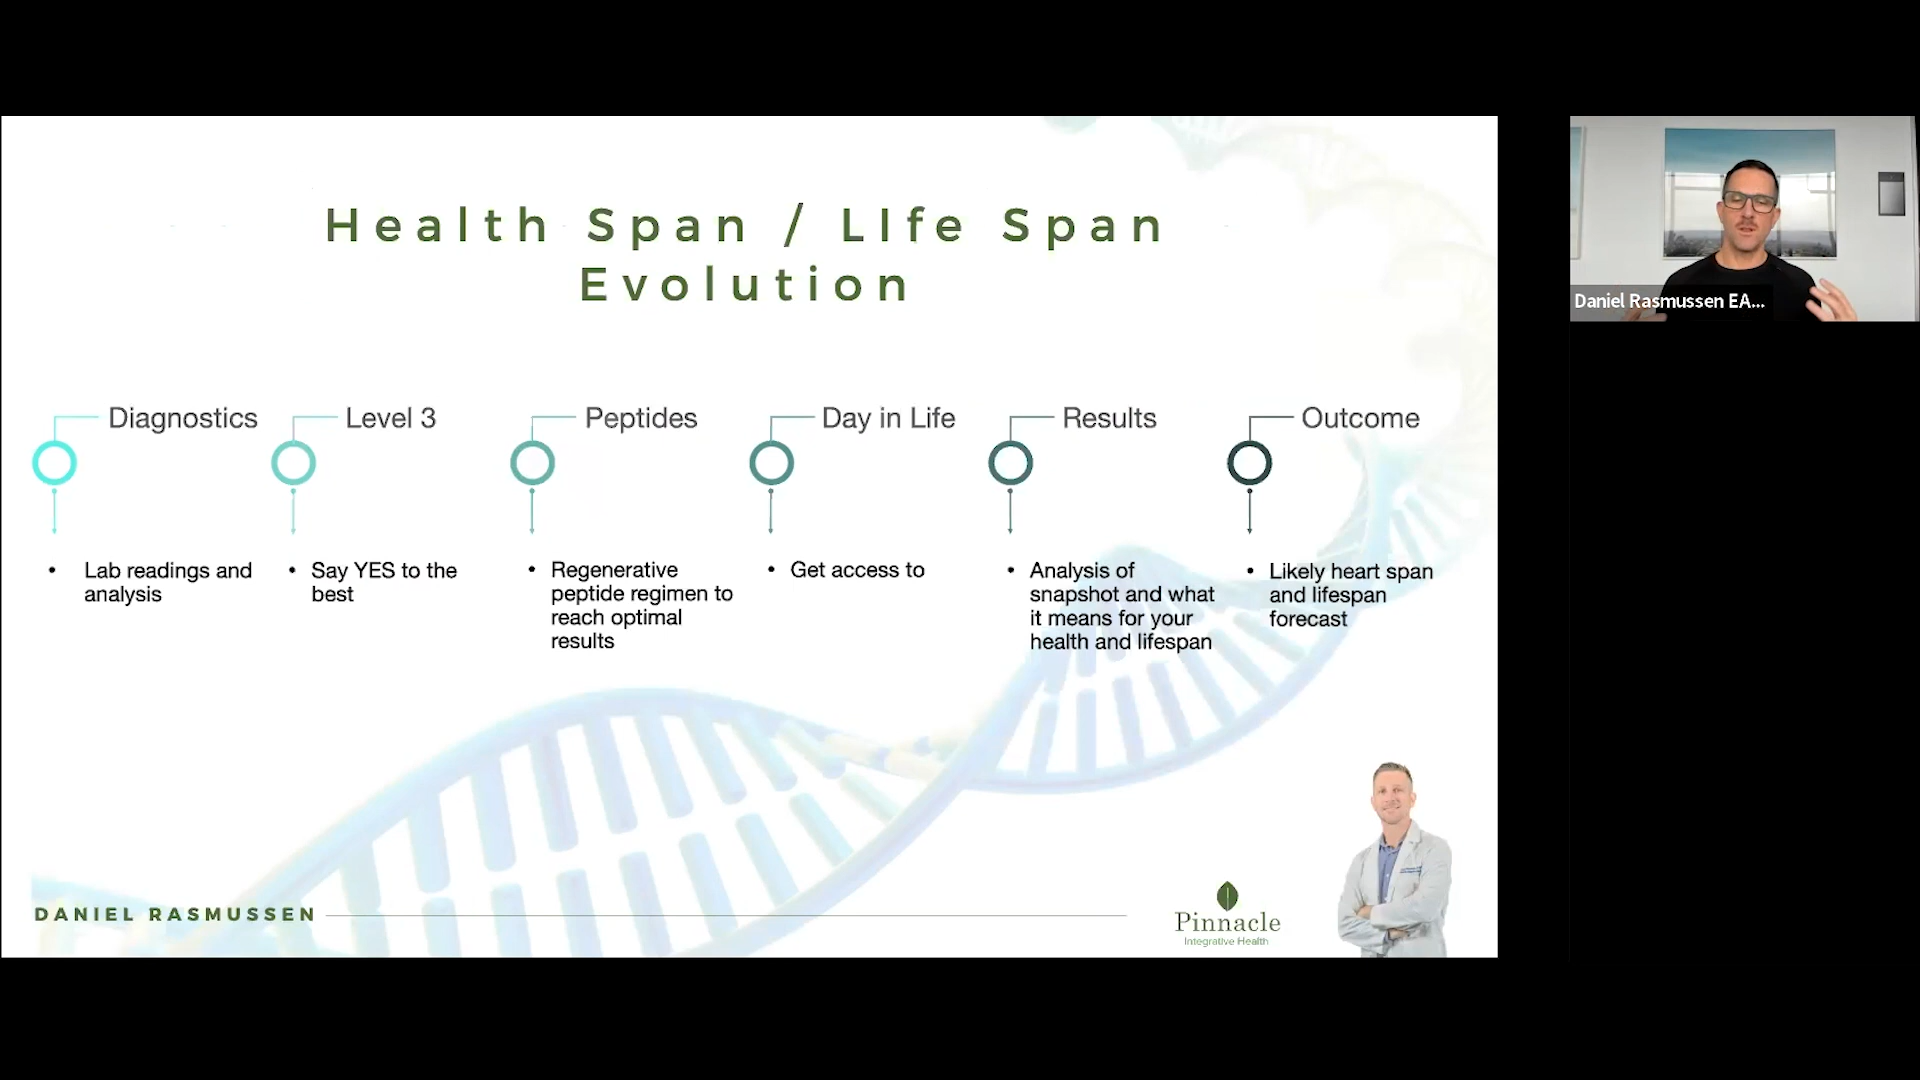 Health Span / LIfe Span
Evolution
Diagnostics
Level 3
Peptides
Day in Life
Results
Outcome
• Lab readings and
analysis
• Say YES to the
best
• Regenerative
peptide regimen to
reach optimal
results
• Get access to
• Analysis of
snapshot and what
it means for your
health and lifespan
• Likely heart span
and lifespan
forecast
DANIEL RASMUSSEN
Pinnacle
Integrative Health
Daniel Rasmussen EA...